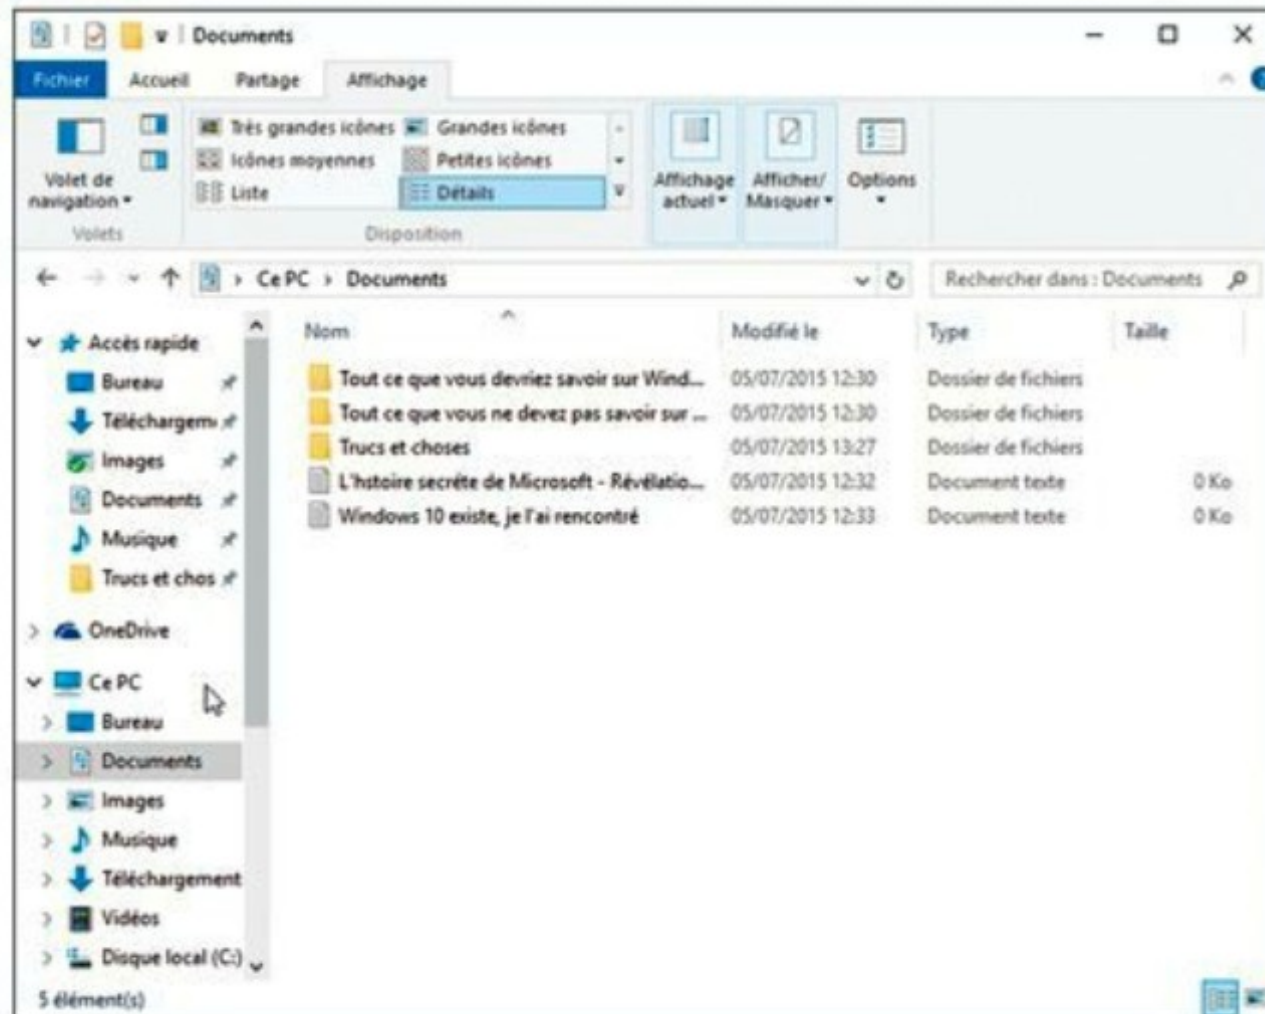 Documents
Fichier Accueil Partage Affichage
Très grandes icônes Grandes icônes
Icônes moyennes Petites icônes
Liste Détails
Volet de navigation
Affichage actuel
Afficher/ Masquer
Options
Volets Disposition
Ce PC › Documents
Rechercher dans : Documents
Nom Modifié le Type Taille
Tout ce que vous devriez savoir sur Wind... 05/07/2015 12:30 Dossier de fichiers
Tout ce que vous ne devez pas savoir sur ... 05/07/2015 12:30 Dossier de fichiers
Trucs et choses 05/07/2015 13:27 Dossier de fichiers
L'hstoire secréte de Microsoft - Révélatio... 05/07/2015 12:32 Document texte 0 Ko
Windows 10 existe, je l'ai rencontré 05/07/2015 12:33 Document texte 0 Ko
Accès rapide
Bureau
Téléchargem
Images
Documents
Musique
Trucs et chos
OneDrive
Ce PC
Bureau
Documents
Images
Musique
Téléchargement
Vidéos
Disque local (C:)
5 élément(s)